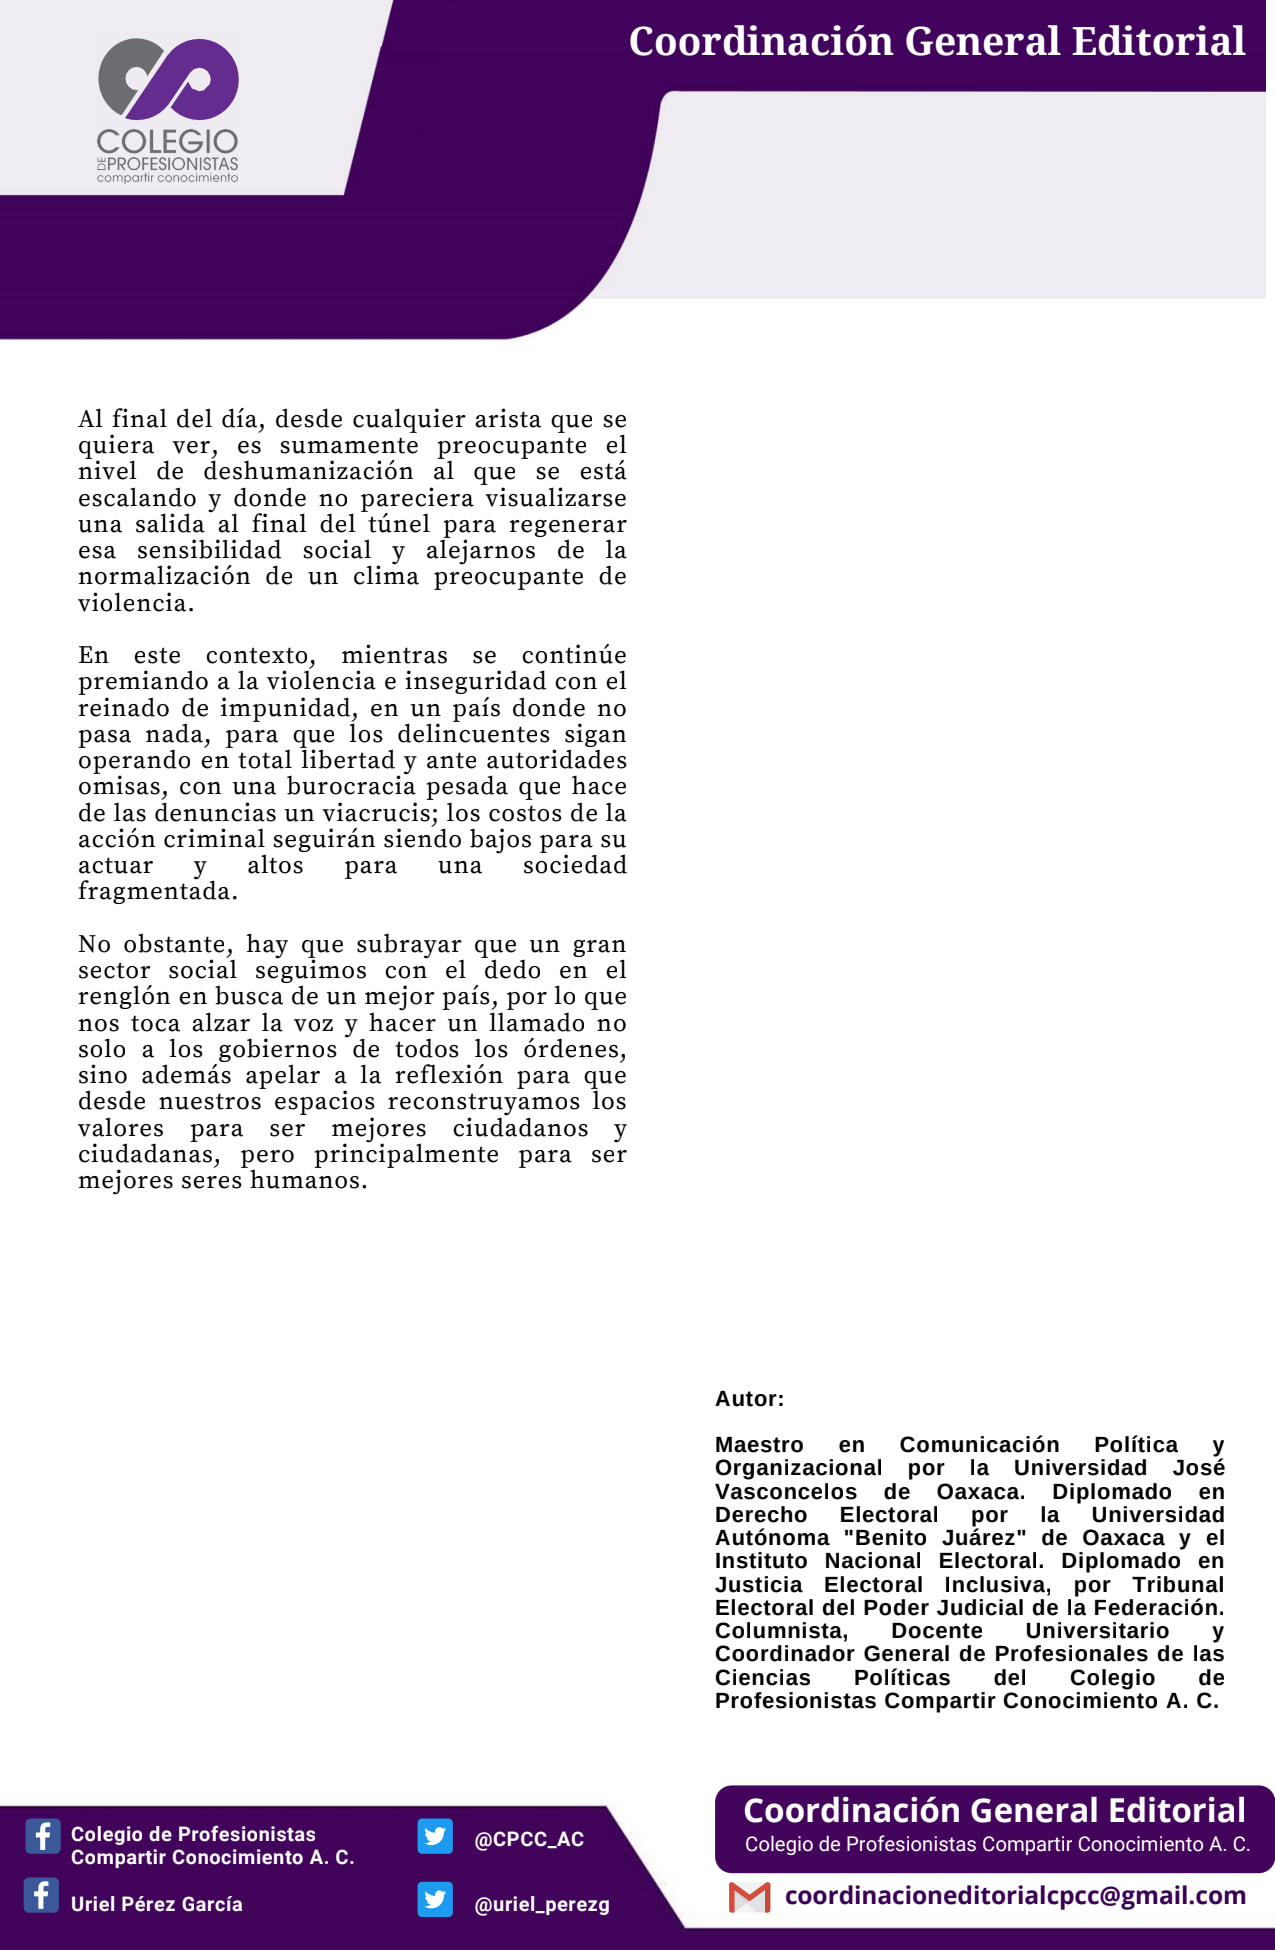 Coordinación General Editorial
COLEGIO
DE PROFESIONISTAS
compartir conocimiento
Al final del día, desde cualquier arista que se
quiera ver, es sumamente preocupante el
nivel de deshumanización al que se está
escalando y donde no pareciera visualizarse
una salida al final del túnel para regenerar
esa sensibilidad social y alejarnos de la
normalización de un clima preocupante de
violencia.
En este contexto, mientras se continúe
premiando a la violencia e inseguridad con el
reinado de impunidad, en un país donde no
pasa nada, para que los delincuentes sigan
operando en total libertad y ante autoridades
omisas, con una burocracia pesada que hace
de las denuncias un viacrucis; los costos de la
acción criminal seguirán siendo bajos para su
actuar y altos para una sociedad
fragmentada.
No obstante, hay que subrayar que un gran
sector social seguimos con el dedo en el
renglón en busca de un mejor país, por lo que
nos toca alzar la voz y hacer un llamado no
solo a los gobiernos de todos los órdenes,
sino además apelar a la reflexión para que
desde nuestros espacios reconstruyamos los
valores para ser mejores ciudadanos y
ciudadanas, pero principalmente para ser
mejores seres humanos.
Autor:
Maestro en Comunicación Política y
Organizacional por la Universidad José
Vasconcelos de Oaxaca. Diplomado en
Derecho Electoral por la Universidad
Autónoma "Benito Juárez" de Oaxaca y el
Instituto Nacional Electoral. Diplomado en
Justicia Electoral Inclusiva, por Tribunal
Electoral del Poder Judicial de la Federación.
Columnista, Docente Universitario y
Coordinador General de Profesionales de las
Ciencias Políticas del Colegio de
Profesionistas Compartir Conocimiento A. C.
Colegio de Profesionistas
Compartir Conocimiento A. C.
@CPCC_AC
Uriel Pérez García
@uriel_perezg
Coordinación General Editorial
Colegio de Profesionistas Compartir Conocimiento A. C.
coordinacioneditorialcpcc@gmail.com